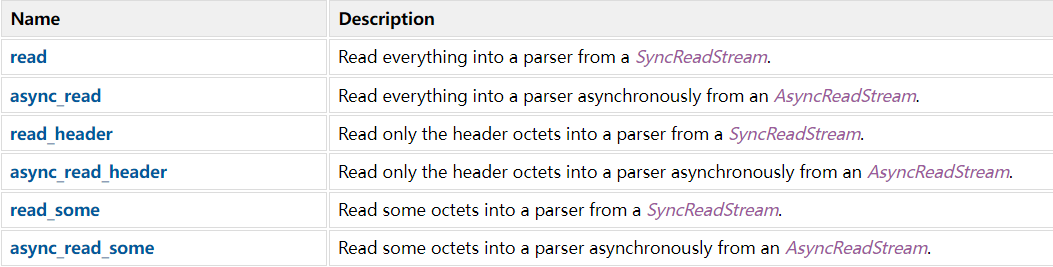 Name Description
read Read everything into a parser from a SyncReadStream.
async_read Read everything into a parser asynchronously from an AsyncReadStream.
read_header Read only the header octets into a parser from a SyncReadStream.
async_read_header Read only the header octets into a parser asynchronously from an AsyncReadStream.
read_some Read some octets into a parser from a SyncReadStream.
async_read_some Read some octets into a parser asynchronously from an AsyncReadStream.